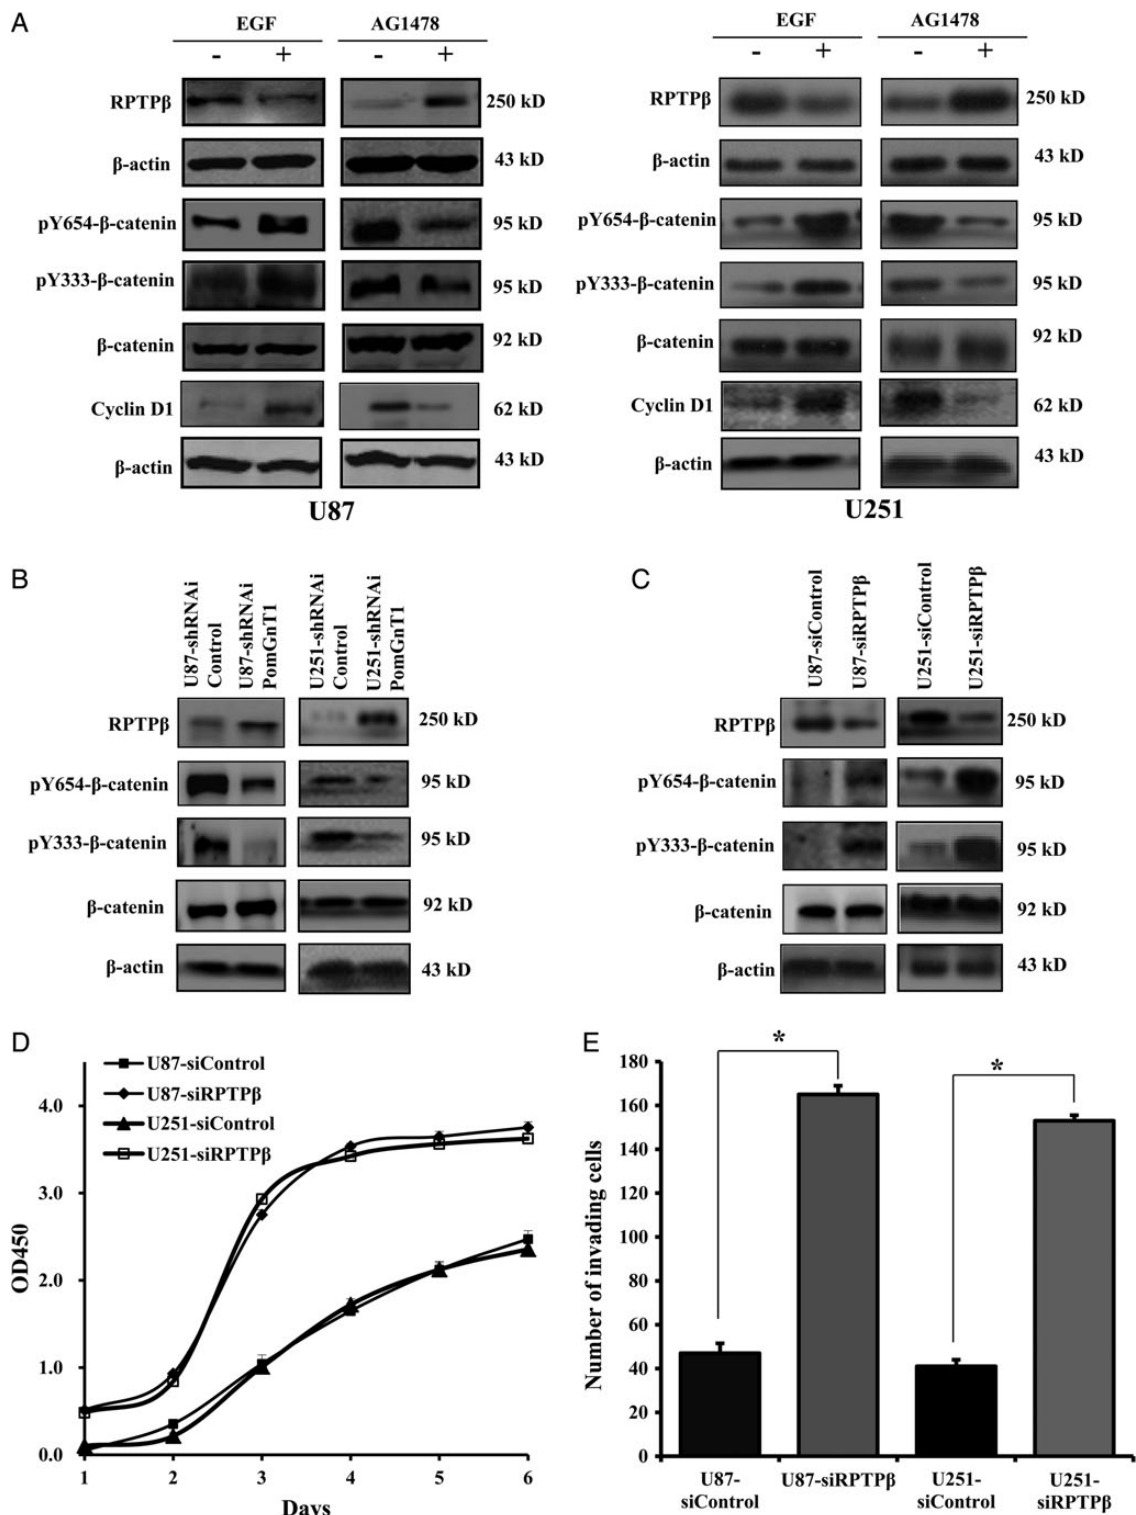 A
EGF AG1478
- + - +
RPTPβ 250 kD
β-actin 43 kD
pY654-β-catenin 95 kD
pY333-β-catenin 95 kD
β-catenin 92 kD
Cyclin D1 62 kD
β-actin 43 kD
U87
EGF AG1478
- + - +
RPTPβ 250 kD
β-actin 43 kD
pY654-β-catenin 95 kD
pY333-β-catenin 95 kD
β-catenin 92 kD
Cyclin D1 62 kD
β-actin 43 kD
U251
B
U87-shRNAi
Control
U87-shRNAi
PomGnT1
U251-shRNAi
Control
U251-shRNAi
PomGnT1
RPTPβ 250 kD
pY654-β-catenin 95 kD
pY333-β-catenin 95 kD
β-catenin 92 kD
β-actin 43 kD
C
U87-siControl
U87-siRPTPβ
U251-siControl
U251-siRPTPβ
RPTPβ 250 kD
pY654-β-catenin 95 kD
pY333-β-catenin 95 kD
β-catenin 92 kD
β-actin 43 kD
D
U87-siControl
U87-siRPTPβ
U251-siControl
U251-siRPTPβ
OD450
4.0
3.0
2.0
1.0
0.0
1 2 3 4 5 6
Days
E
Number of invading cells
180
160
140
120
100
80
60
40
20
0
* *
U87-
siControl
U87-siRPTPβ
U251-
siControl
U251-
siRPTPβ